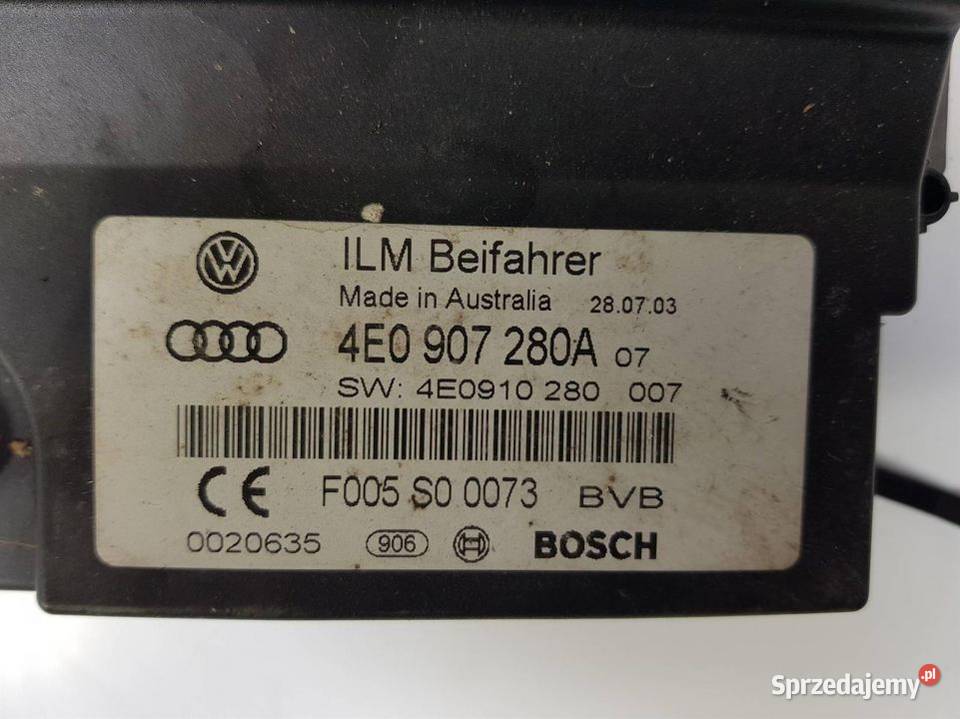 ILM Beifahrer
Made in Australia 28.07.03
4E0 907 280A 07
SW: 4E0910 280 007
CE F005 S0 0073 BVB
0020635 906 BOSCH
Sprzedajemy.pl